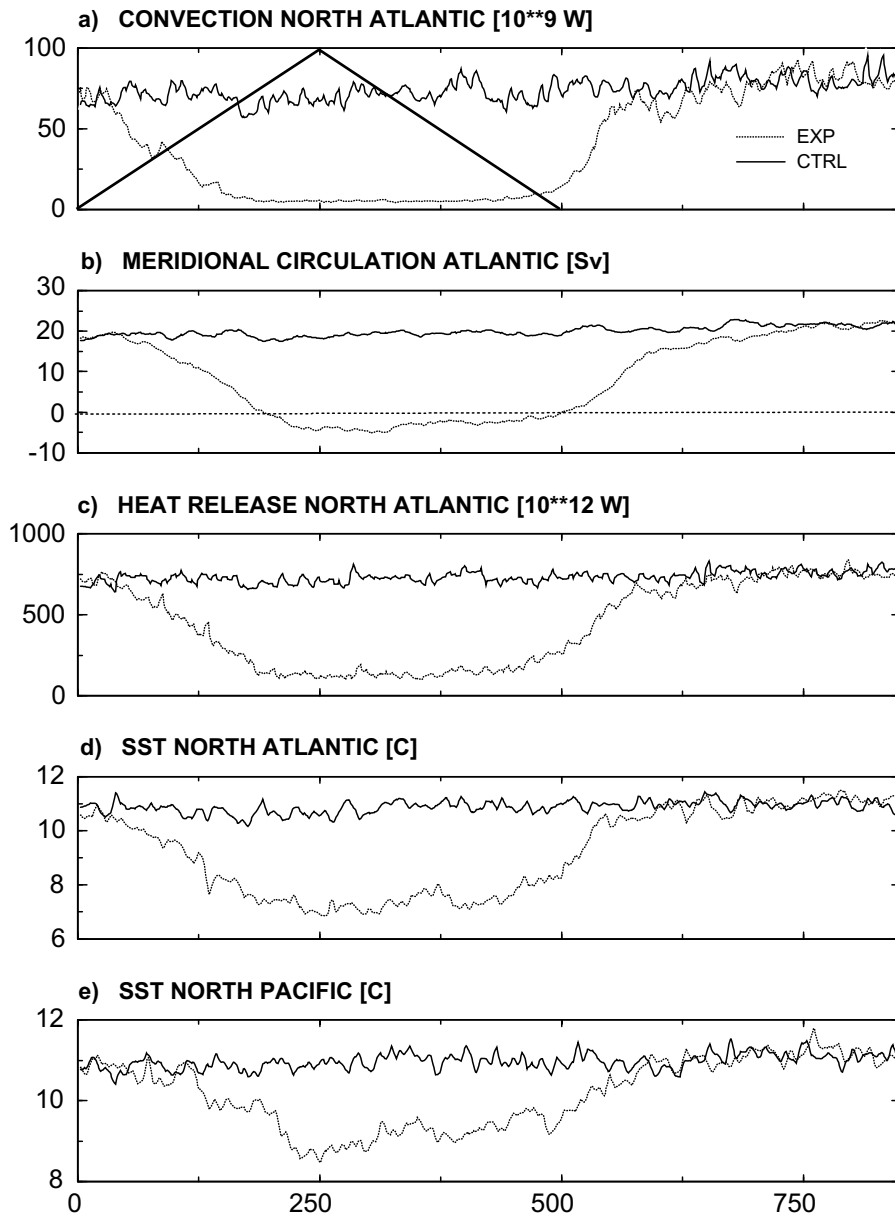 a) CONVECTION NORTH ATLANTIC [10**9 W]
100
50
0
EXP
CTRL
b) MERIDIONAL CIRCULATION ATLANTIC [Sv]
30
20
10
0
-10
c) HEAT RELEASE NORTH ATLANTIC [10**12 W]
1000
500
0
d) SST NORTH ATLANTIC [C]
12
10
8
6
e) SST NORTH PACIFIC [C]
12
10
8
0 250 500 750